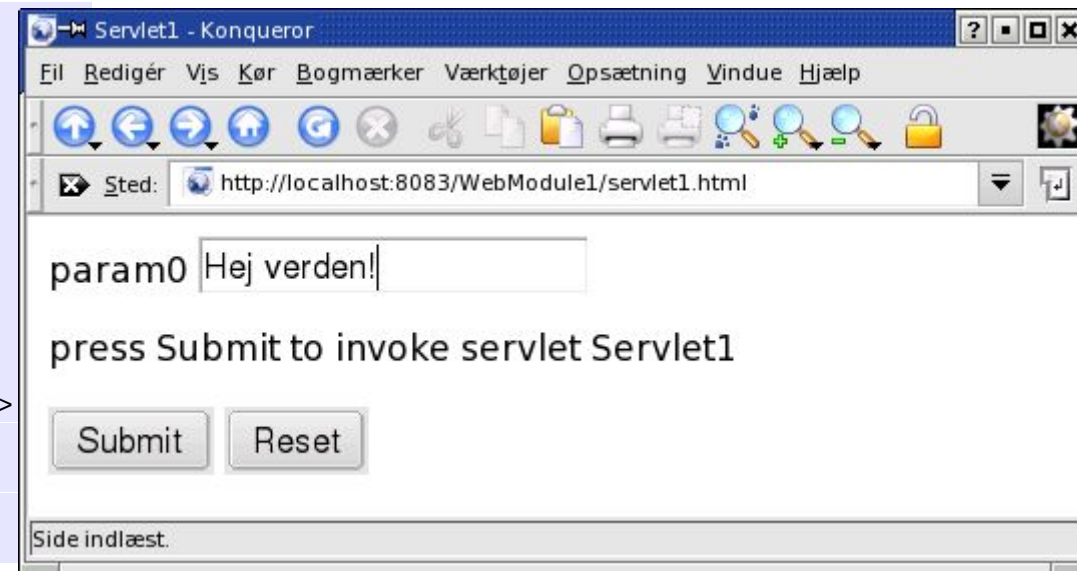 Servlet1 - Konqueror
Fil Redigér Vis Kør Bogmærker Værktøjer Opsætning Vindue Hjælp
Sted: http://localhost:8083/WebModule1/servlet1.html
param0 Hej verden!
press Submit to invoke servlet Servlet1
>
Submit Reset
Side indlæst.